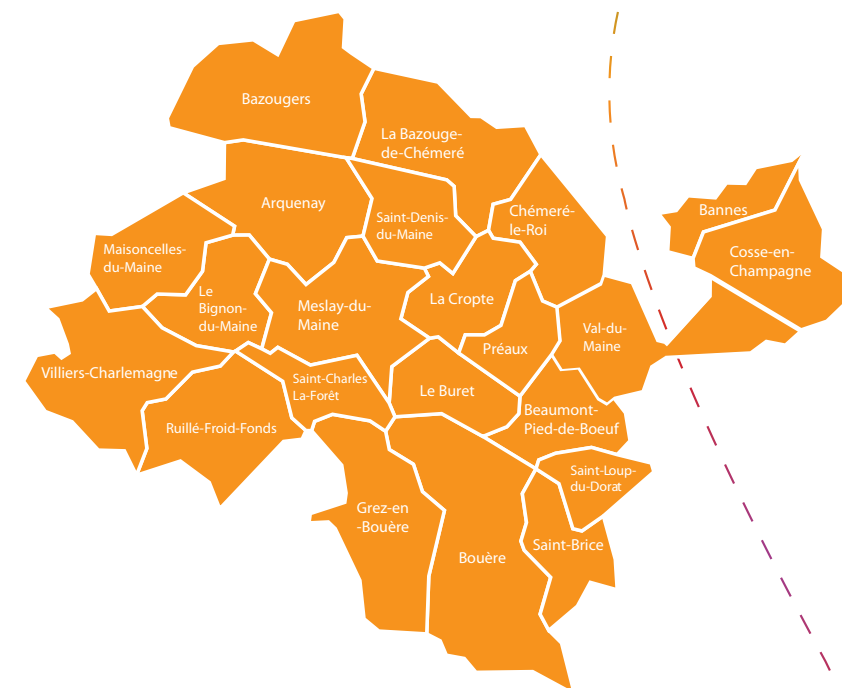 Bazougers
La Bazouge-
de-Chémeré
Arquenay
Saint-Denis-
du-Maine
Chémeré-
le-Roi
Bannes
Cosse-en-
Champagne
Maisoncelles-
du-Maine
Le
Bignon-
du-Maine
Meslay-du-
Maine
La Cropte
Préaux
Val-du-
Maine
Villiers-Charlemagne
Saint-Charles
La-Forêt
Le Buret
Beaumont-
Pied-de-Boeuf
Ruillé-Froid-Fonds
Saint-Loup-
du-Dorat
Grez-en
-Bouère
Bouère
Saint-Brice